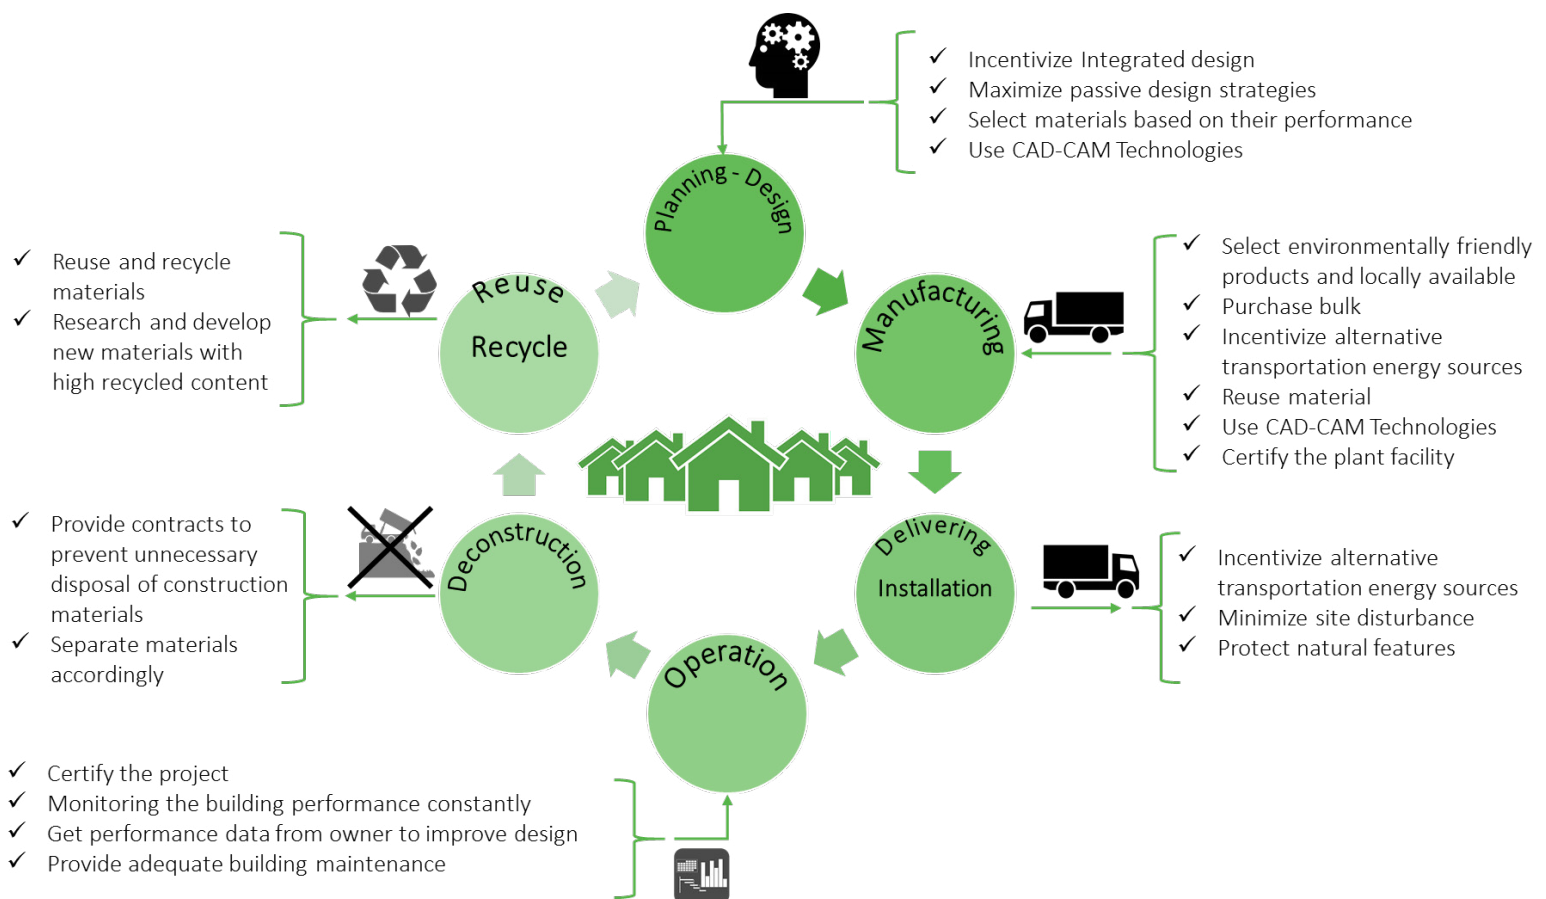 Incentivize Integrated design
Maximize passive design strategies
Select materials based on their performance
Use CAD-CAM Technologies
Planning - Design
Select environmentally friendly
products and locally available
Purchase bulk
Incentivize alternative
transportation energy sources
Reuse material
Use CAD-CAM Technologies
Certify the plant facility
Manufacturing
Reuse and recycle
materials
Research and develop
new materials with
high recycled content
Reuse
Recycle
Provide contracts to
prevent unnecessary
disposal of construction
materials
Separate materials
accordingly
Deconstruction
Delivering
Installation
Incentivize alternative
transportation energy sources
Minimize site disturbance
Protect natural features
Operation
Certify the project
Monitoring the building performance constantly
Get performance data from owner to improve design
Provide adequate building maintenance